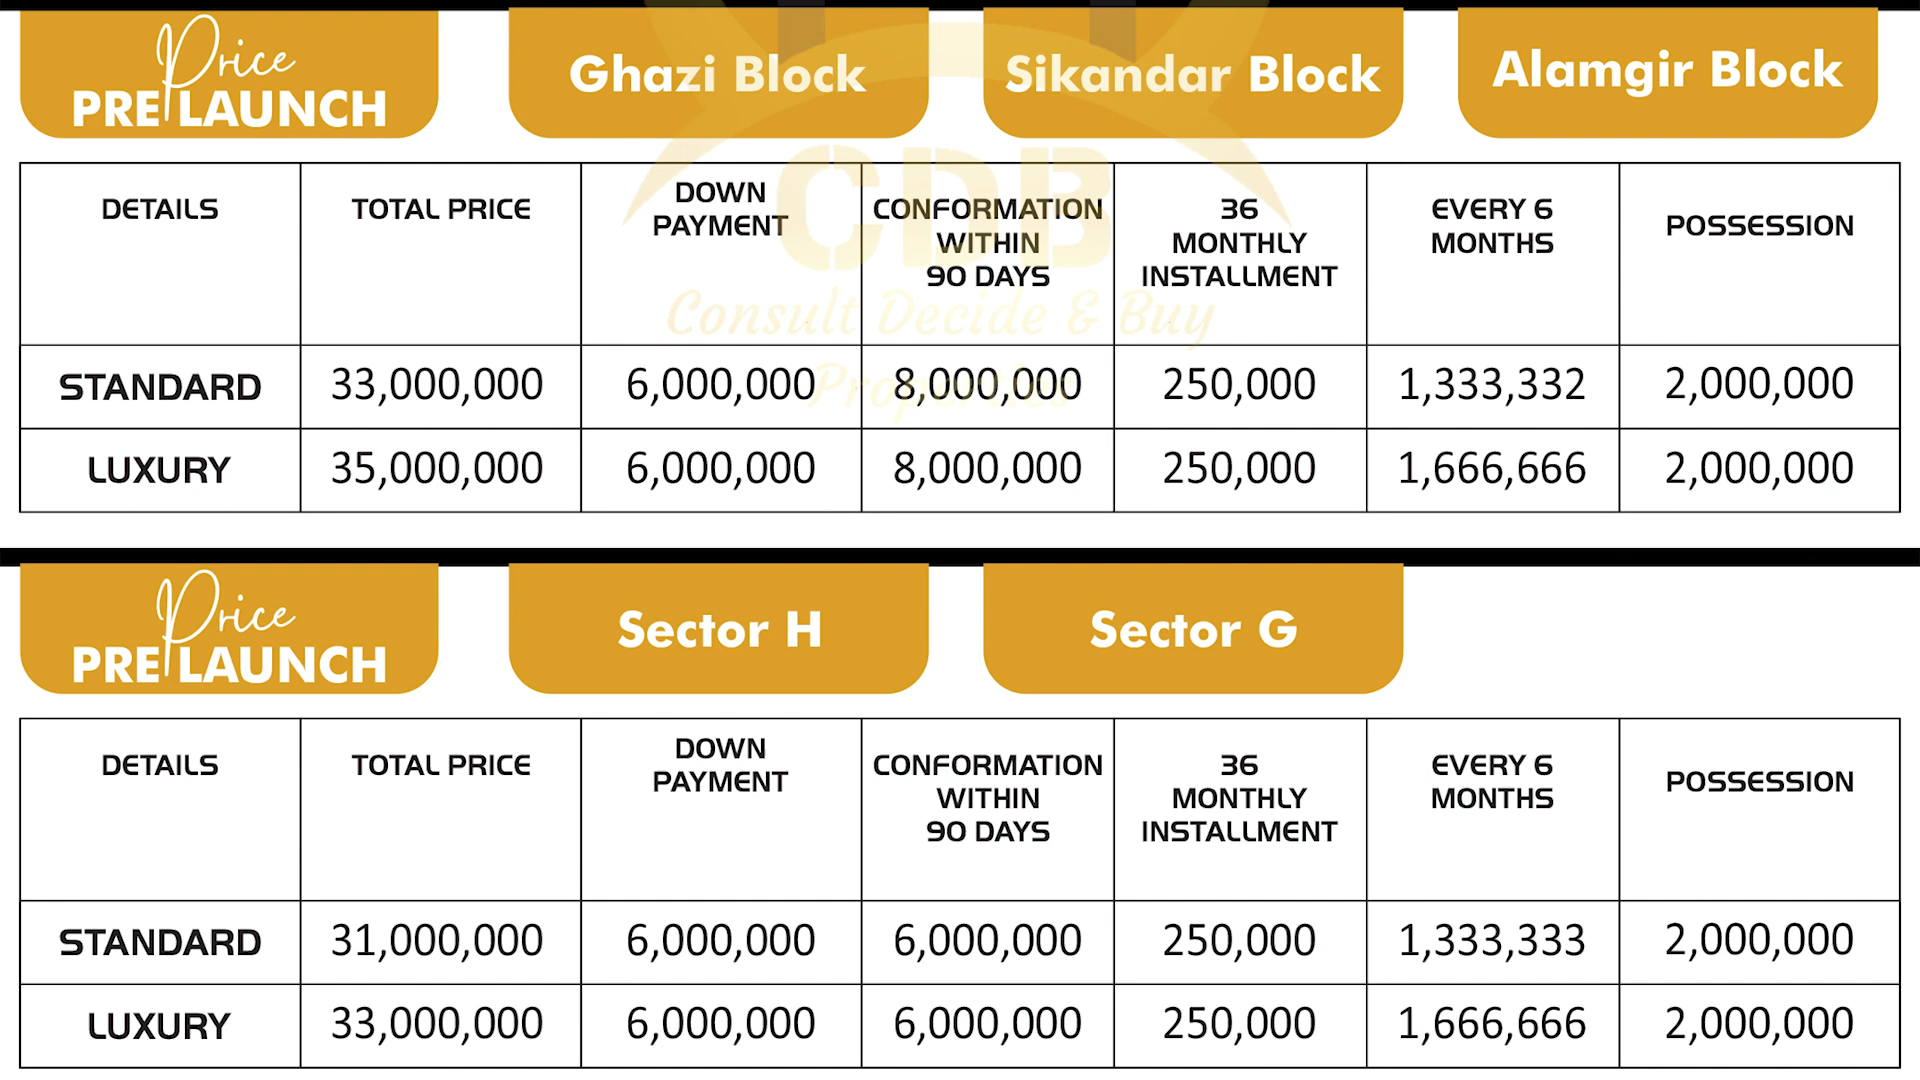 Price
PRE LAUNCH
Ghazi Block
Sikandar Block
Alamgir Block
CDB
Consult Decide & Buy
Properties
DETAILS
TOTAL PRICE
DOWN
PAYMENT
CONFORMATION
WITHIN
90 DAYS
36
MONTHLY
INSTALLMENT
EVERY 6
MONTHS
POSSESSION
STANDARD 33,000,000 6,000,000 8,000,000 250,000 1,333,332 2,000,000
LUXURY 35,000,000 6,000,000 8,000,000 250,000 1,666,666 2,000,000
Price
PRE LAUNCH
Sector H
Sector G
DETAILS
TOTAL PRICE
DOWN
PAYMENT
CONFORMATION
WITHIN
90 DAYS
36
MONTHLY
INSTALLMENT
EVERY 6
MONTHS
POSSESSION
STANDARD 31,000,000 6,000,000 6,000,000 250,000 1,333,333 2,000,000
LUXURY 33,000,000 6,000,000 6,000,000 250,000 1,666,666 2,000,000